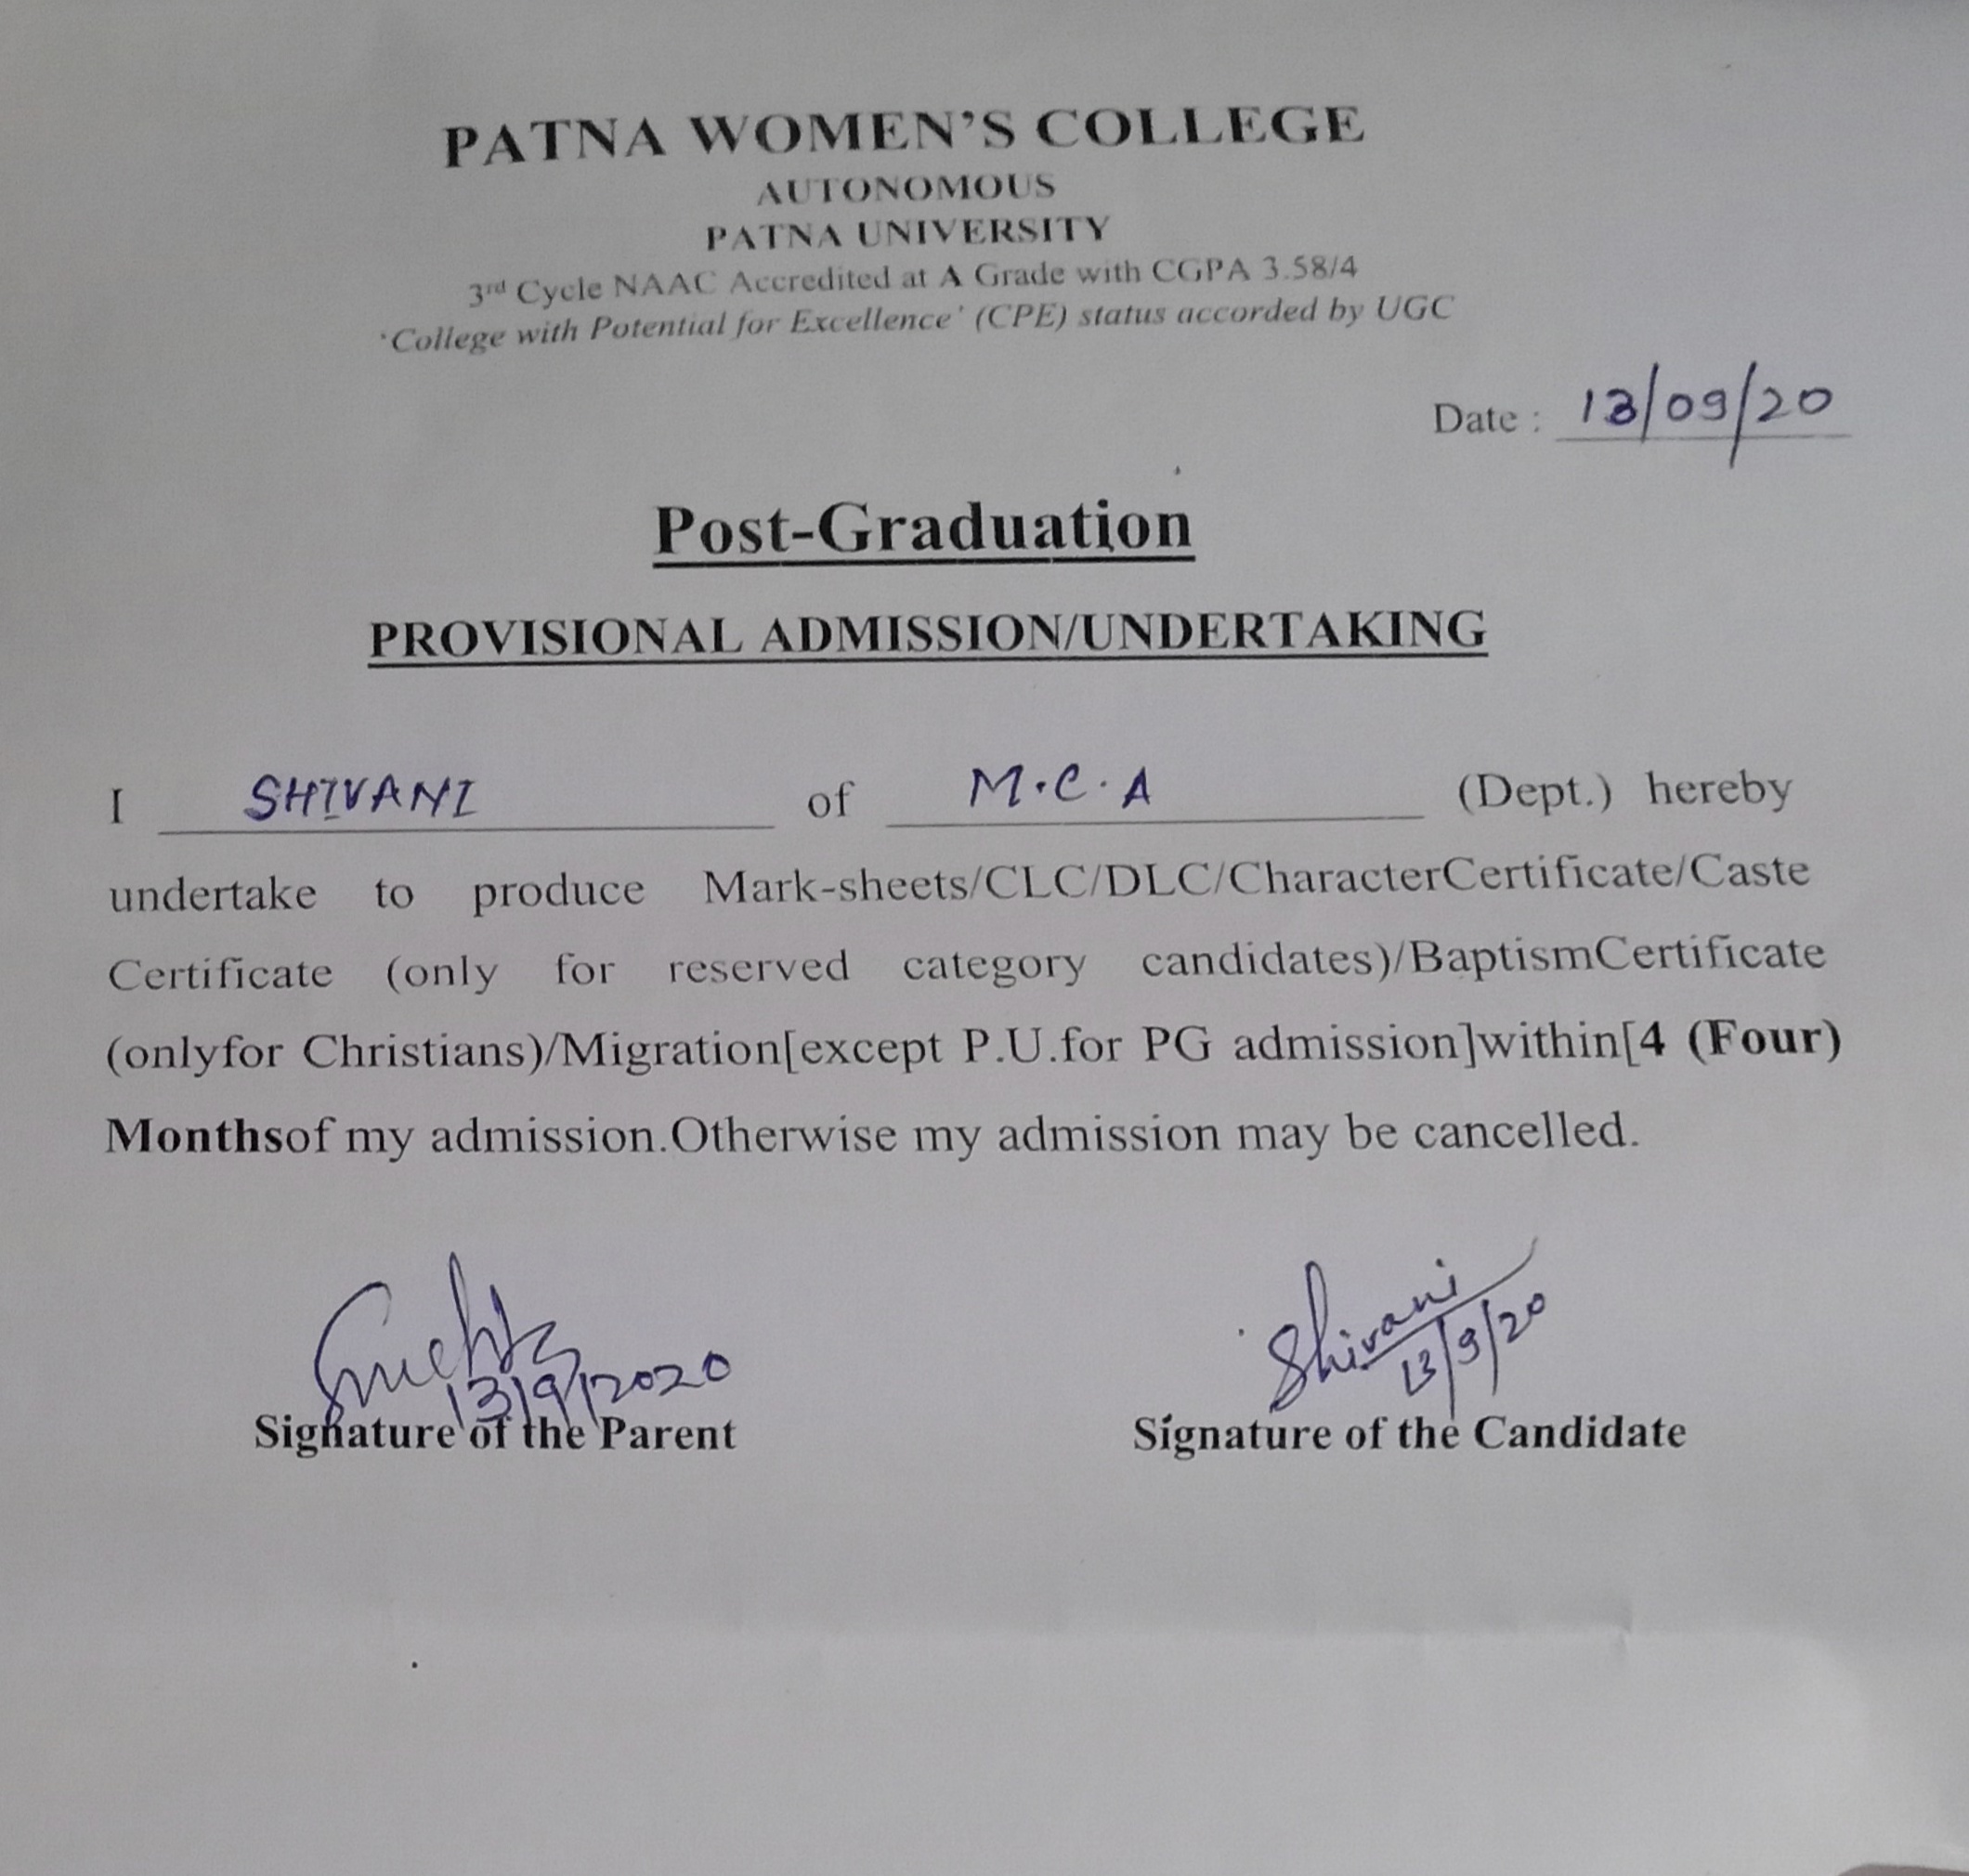 PATNA WOMEN'S COLLEGE
AUTONOMOUS
PATNA UNIVERSITY
3rd Cycle NAAC Accredited at A Grade with CGPA 3.58/4
'College with Potential for Excellence' (CPE) status accorded by UGC
Date : 13/09/20
Post-Graduation
PROVISIONAL ADMISSION/UNDERTAKING
I SHIVANI of M.C.A (Dept.) hereby
undertake to produce Mark-sheets/CLC/DLC/CharacterCertificate/Caste
Certificate (only for reserved category candidates)/BaptismCertificate
(onlyfor Christians)/Migration[except P.U.for PG admission]within[4 (Four)
Monthsof my admission.Otherwise my admission may be cancelled.
13/9/2020
Shivani
13/9/20
Signature of the Parent Signature of the Candidate